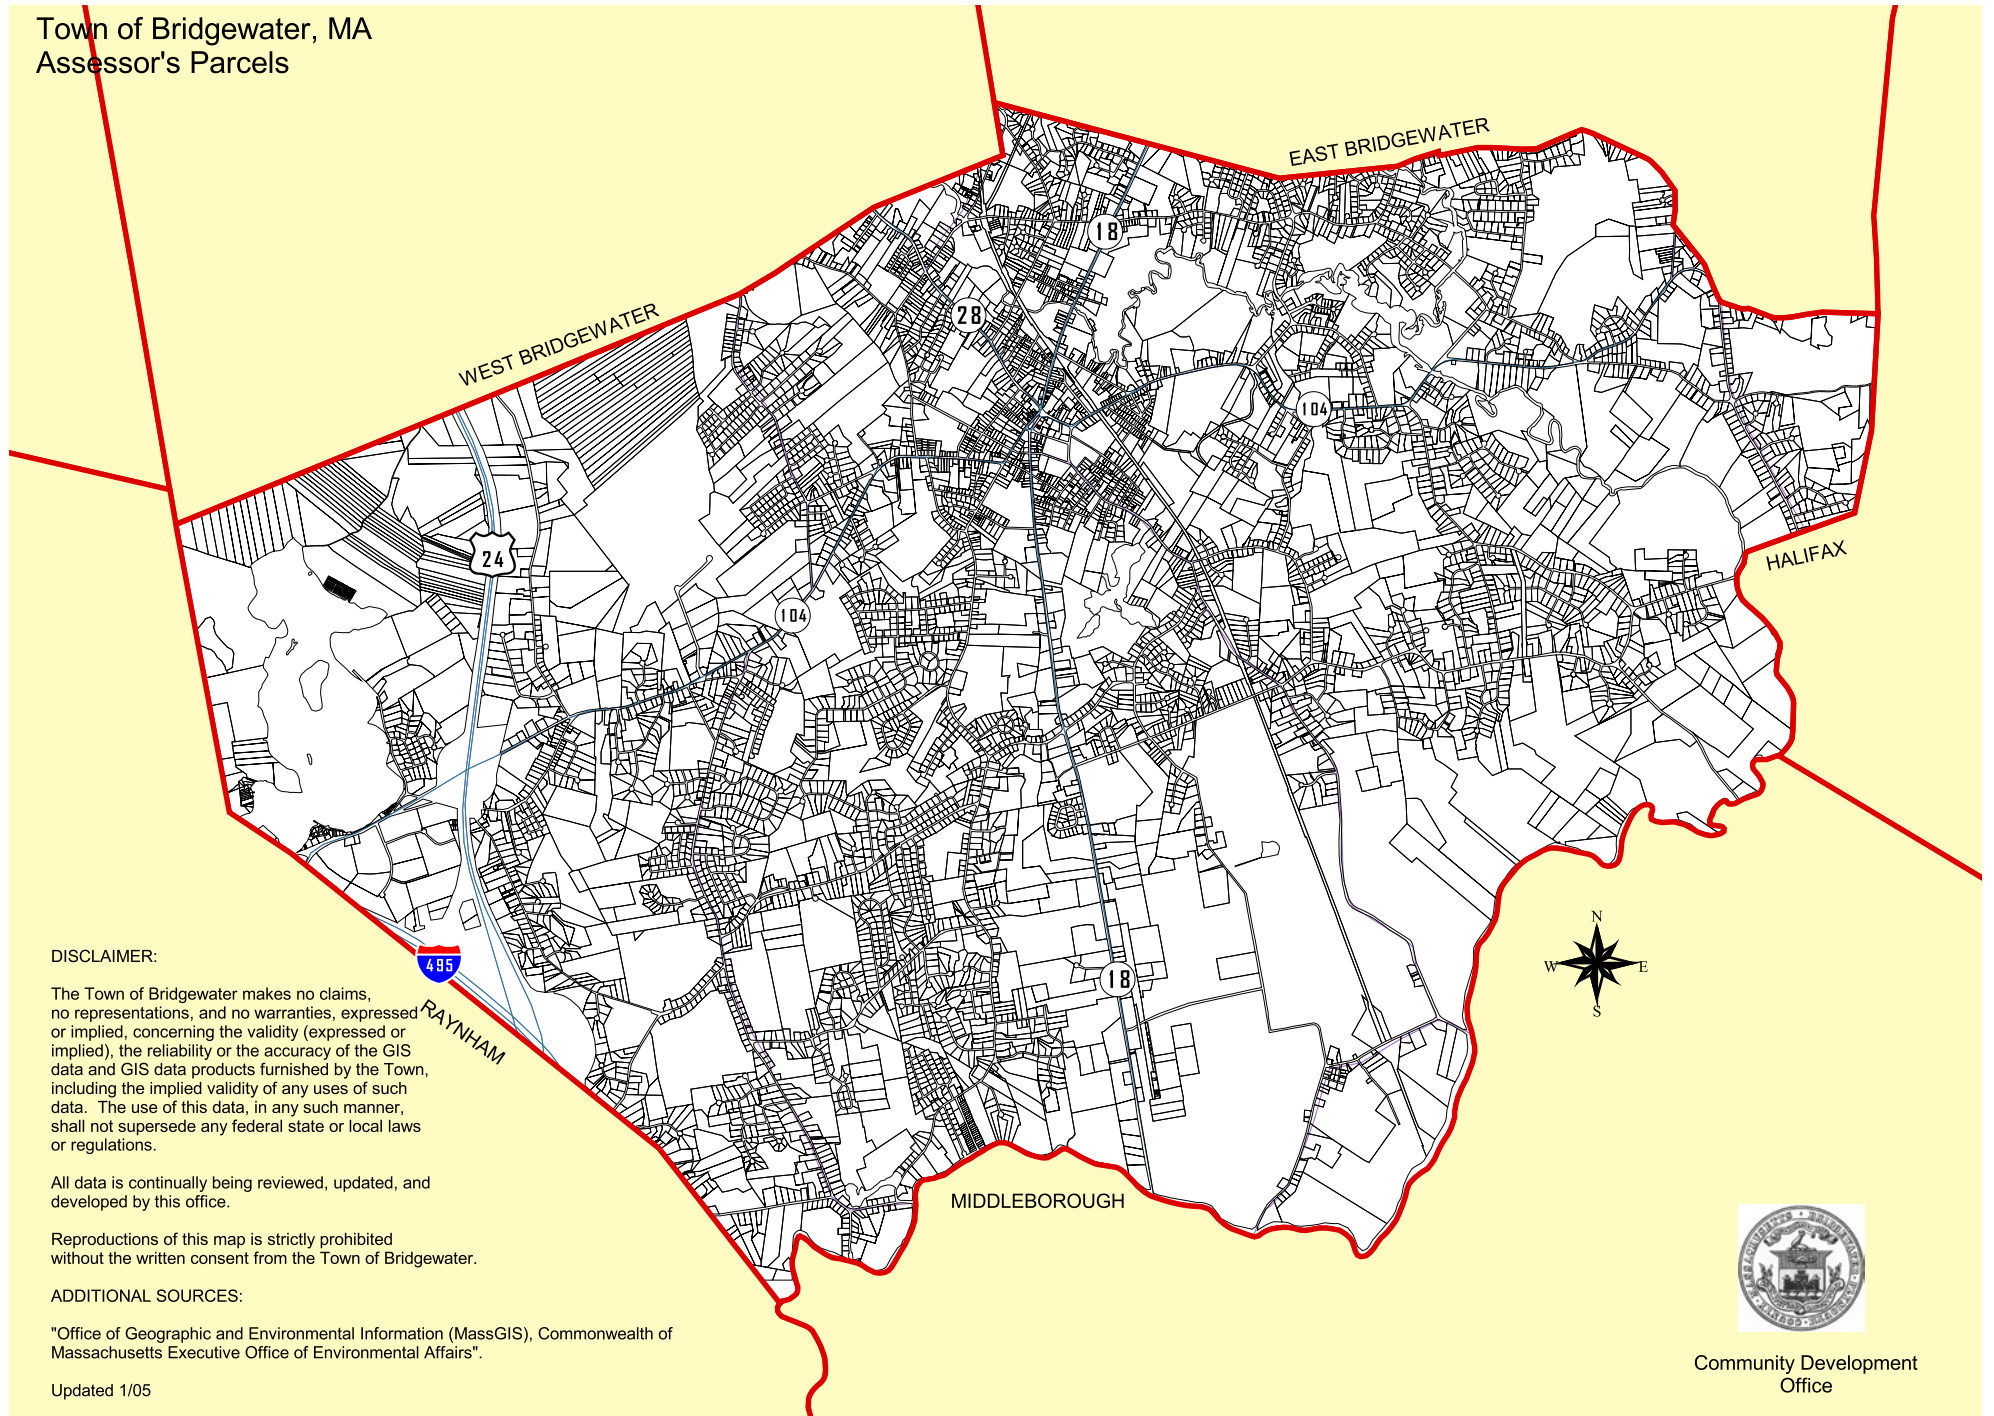 Town of Bridgewater, MA
Assessor's Parcels
EAST BRIDGEWATER
18
28
WEST BRIDGEWATER
104
24
HALIFAX
104
N
W E
S
495
18
RAYNHAM
MIDDLEBOROUGH
DISCLAIMER:
The Town of Bridgewater makes no claims,
no representations, and no warranties, expressed
or implied, concerning the validity (expressed or
implied), the reliability or the accuracy of the GIS
data and GIS data products furnished by the Town,
including the implied validity of any uses of such
data. The use of this data, in any such manner,
shall not supersede any federal state or local laws
or regulations.
All data is continually being reviewed, updated, and
developed by this office.
Reproductions of this map is strictly prohibited
without the written consent from the Town of Bridgewater.
ADDITIONAL SOURCES:
"Office of Geographic and Environmental Information (MassGIS), Commonwealth of
Massachusetts Executive Office of Environmental Affairs".
Updated 1/05
Community Development
Office